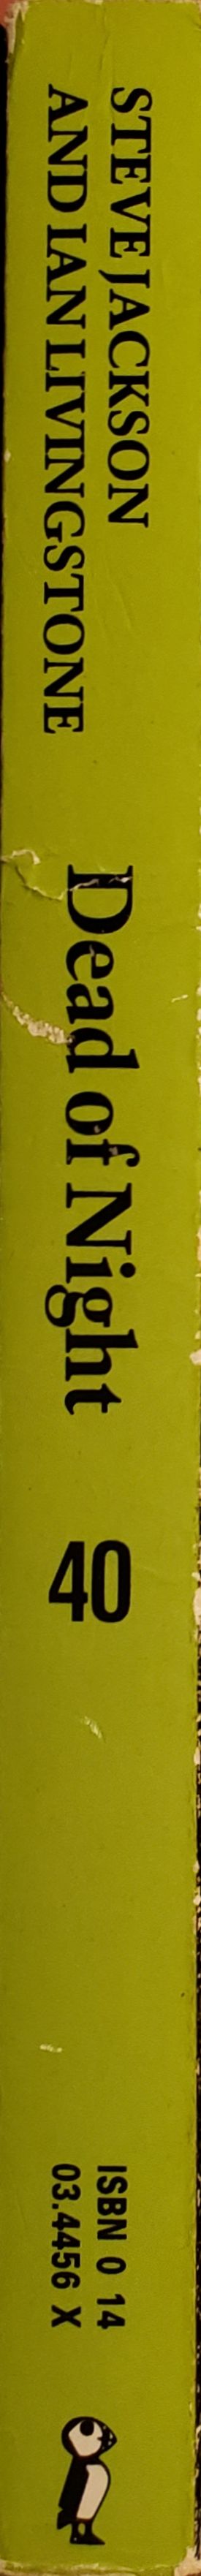 STEVE JACKSON
AND IAN LIVINGSTONE
Dead of Night
40
ISBN 0 14
03.4456 X